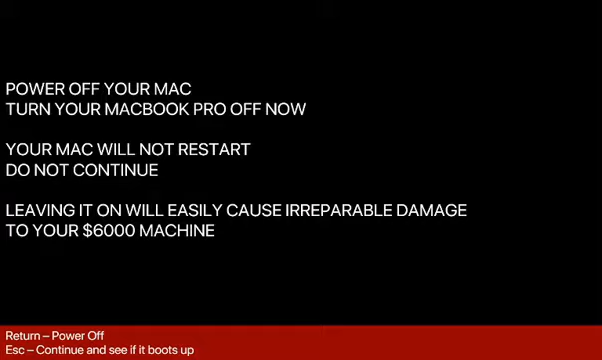 POWER OFF YOUR MAC
TURN YOUR MACBOOK PRO OFF NOW
YOUR MAC WILL NOT RESTART
DO NOT CONTINUE
LEAVING IT ON WILL EASILY CAUSE IRREPARABLE DAMAGE
TO YOUR $6000 MACHINE
Return – Power Off
Esc – Continue and see if it boots up